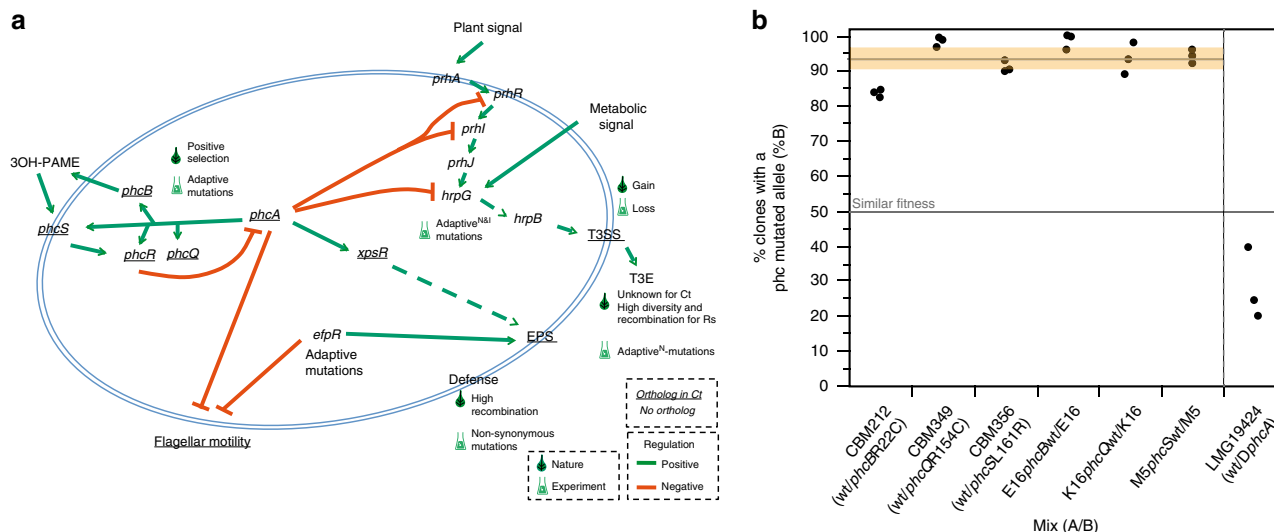 a
Plant signal
prhA
prhR
prhI
prhJ
hrpG
hrpB
Metabolic
signal
3OH-PAME
Positive
selection
Adaptive
mutations
phcB
phcS
phcR
phcQ
phcA
xpsR
AdaptiveN&I
mutations
Gain
Loss
T3SS
T3E
Unknown for Ct
High diversity and
recombination for Rs
AdaptiveN-mutations
efpR
Adaptive
mutations
EPS
Defense
High
recombination
Non-synonymous
mutations
Flagellar motility
Ortholog in Ct
No ortholog
Nature
Experiment
Regulation
Positive
Negative
b
% clones with a
phc mutated allele (%B)
100
90
80
70
60
50
40
30
20
10
0
Similar fitness
CBM212
(wt/phcBR22C)
CBM349
(wt/phcQR154C)
CBM356
(wt/phcSL161R)
E16phcBwt/E16
K16phcQwt/K16
M5phcSwt/M5
LMG19424
(wt/DphcA)
Mix (A/B)